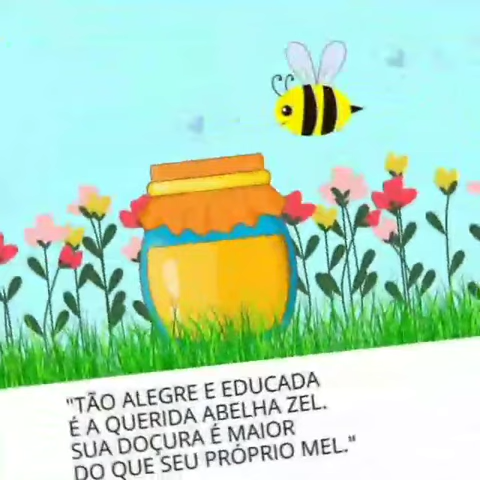 "TÃO ALEGRE E EDUCADA
É A QUERIDA ABELHA ZEL.
SUA DOÇURA É MAIOR
DO QUE SEU PRÓPRIO MEL."